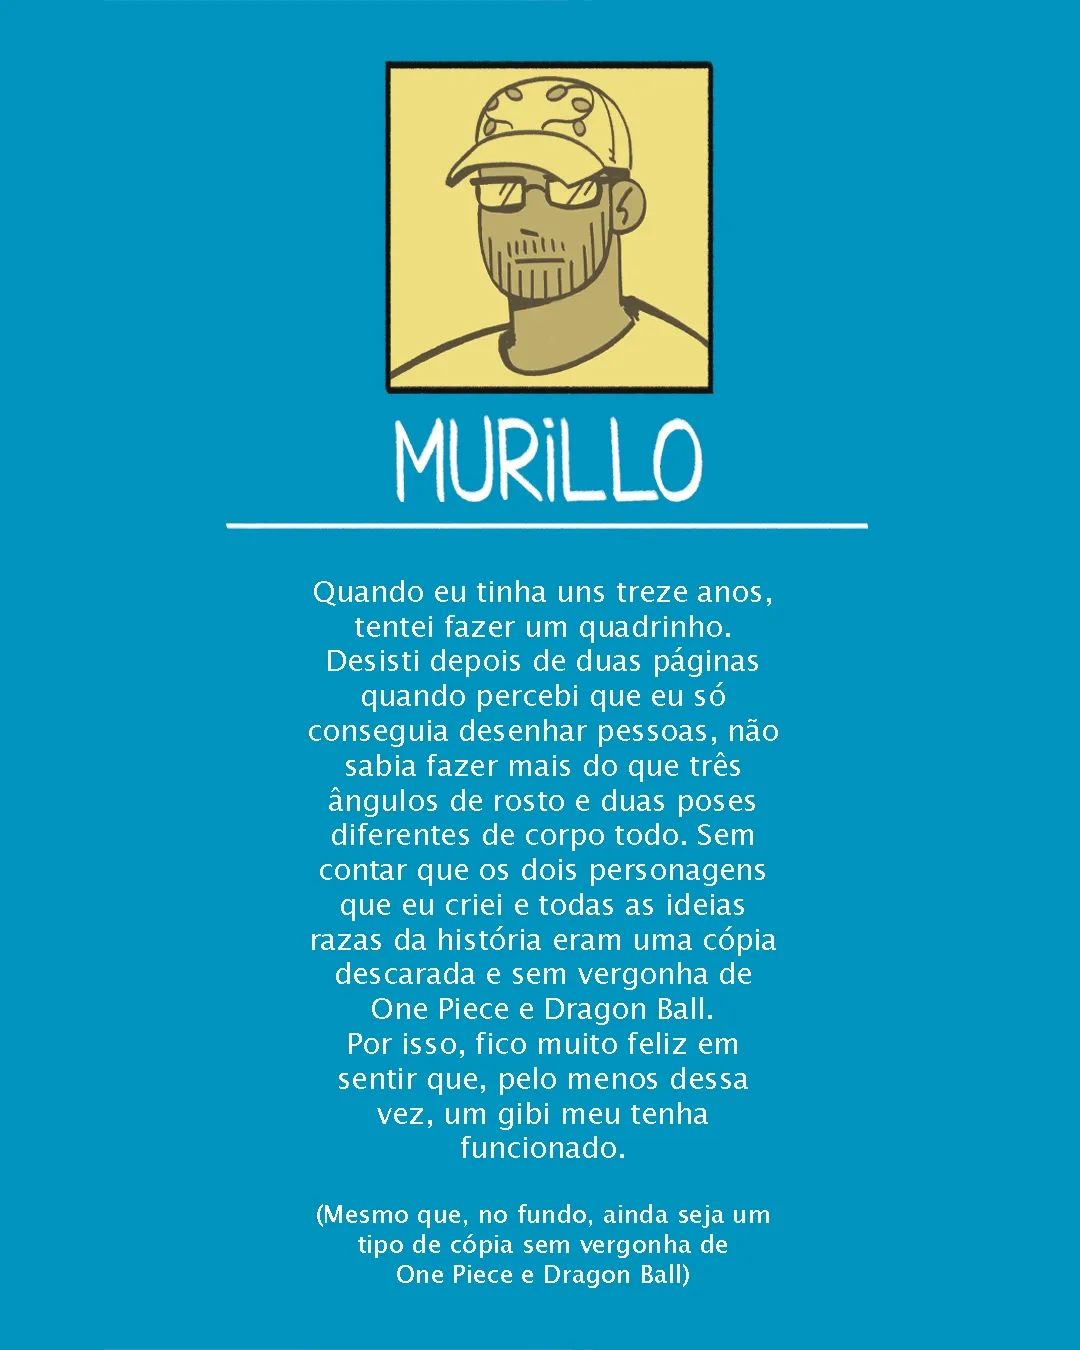 MURiLLO
Quando eu tinha uns treze anos,
tentei fazer um quadrinho.
Desisti depois de duas páginas
quando percebi que eu só
conseguia desenhar pessoas, não
sabia fazer mais do que três
ângulos de rosto e duas poses
diferentes de corpo todo. Sem
contar que os dois personagens
que eu criei e todas as ideias
razas da história eram uma cópia
descarada e sem vergonha de
One Piece e Dragon Ball.
Por isso, fico muito feliz em
sentir que, pelo menos dessa
vez, um gibi meu tenha
funcionado.
(Mesmo que, no fundo, ainda seja um
tipo de cópia sem vergonha de
One Piece e Dragon Ball)